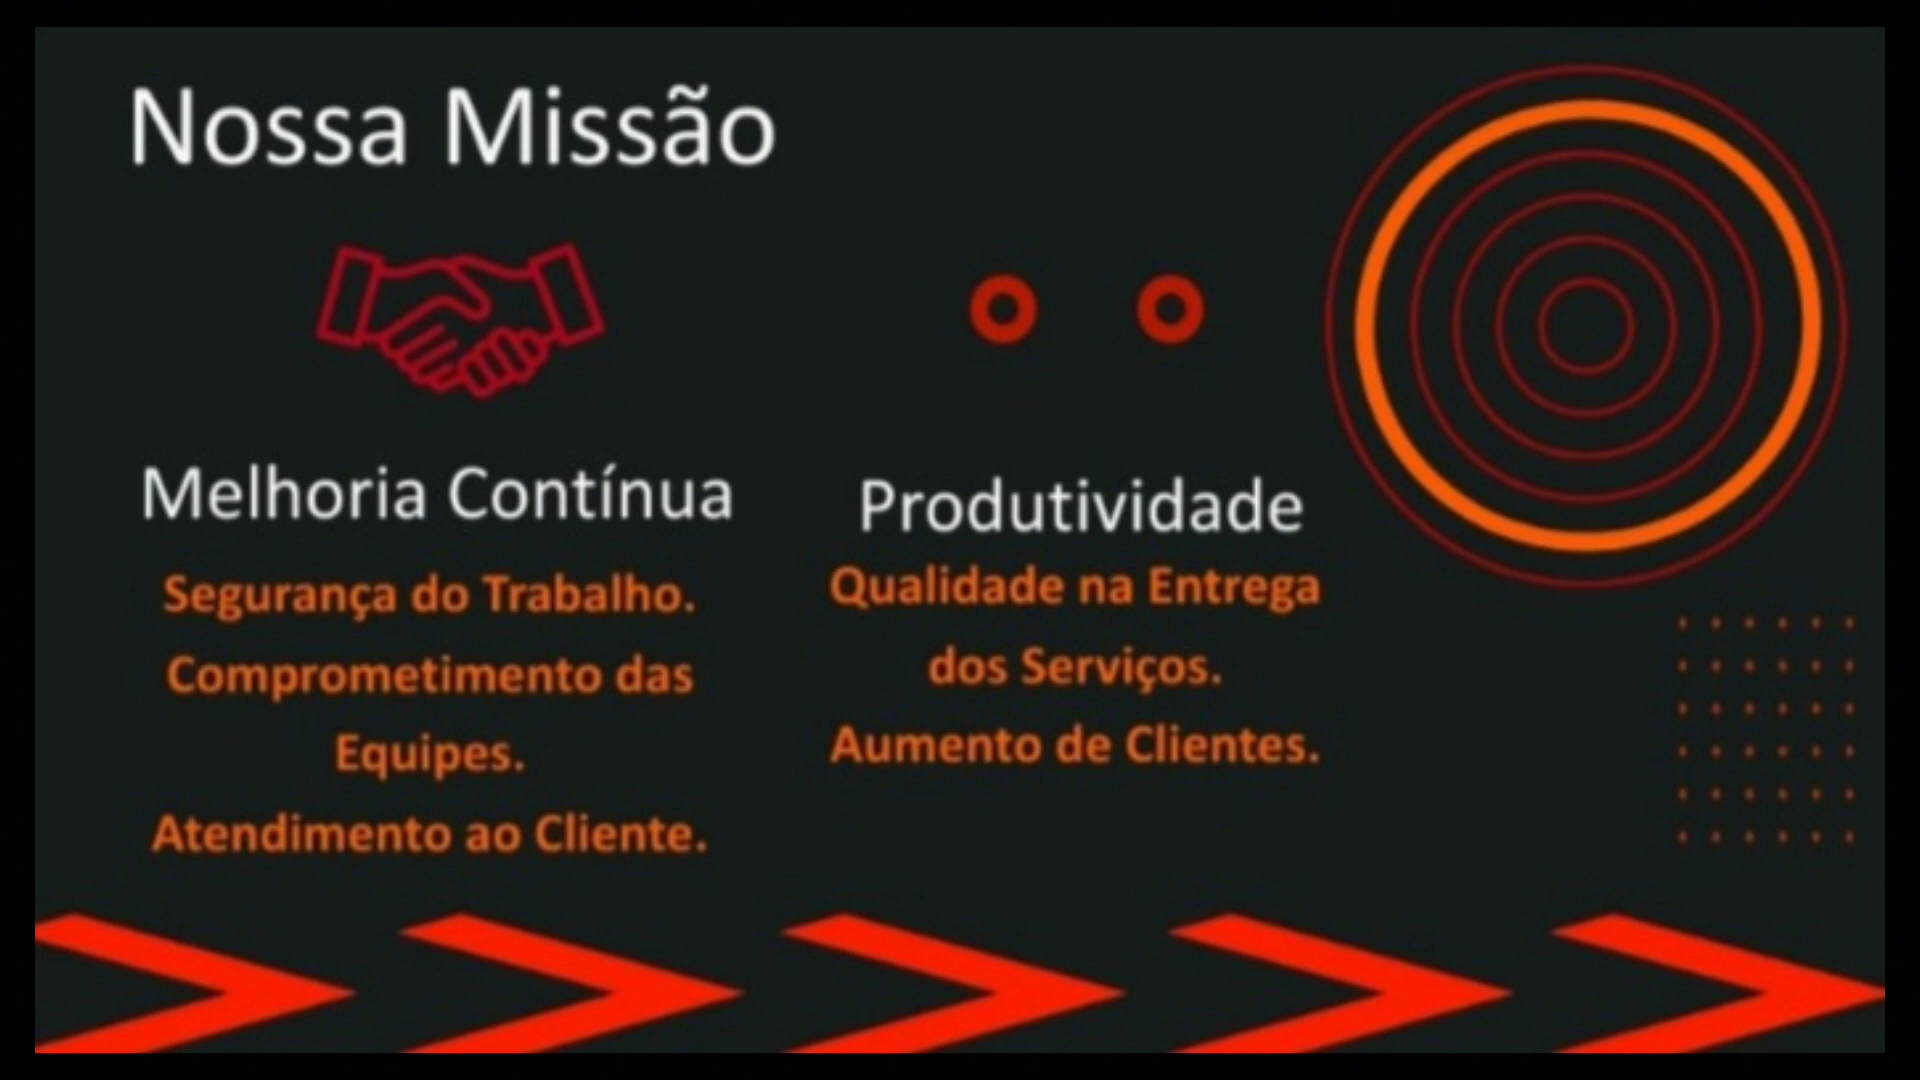 Nossa Missão
Melhoria Contínua
Segurança do Trabalho.
Comprometimento das
Equipes.
Atendimento ao Cliente.
Produtividade
Qualidade na Entrega
dos Serviços.
Aumento de Clientes.